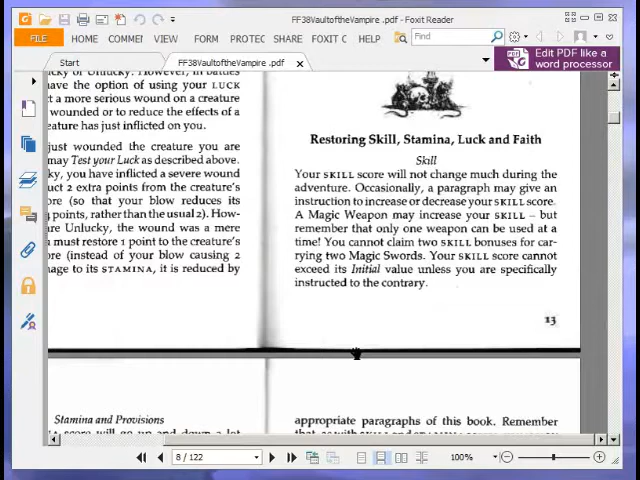 FF38VaultoftheVampire .pdf - Foxit Reader
FILE HOME COMMEI VIEW FORM PROTEC SHARE FOXIT C HELP Find
Start FF38VaultoftheVampire .pdf Edit PDF like a
word processor
have the option of using your LUCK
t a more serious wound on a creature
wounded or to reduce the effects of a
eature has just inflicted on you.
just wounded the creature you are
may Test your Luck as described above.
ky, you have inflicted a severe wound
uct 2 extra points from the creature's
ore (so that your blow reduces its
points, rather than the usual 2). How-
re Unlucky, the wound was a mere
must restore 1 point to the creature's
ore (instead of your blow causing 2
nage to its STAMINA, it is reduced by
Restoring Skill, Stamina, Luck and Faith
Skill
Your SKILL score will not change much during the
adventure. Occasionally, a paragraph may give an
instruction to increase or decrease your SKILL score.
A Magic Weapon may increase your SKILL – but
remember that only one weapon can be used at a
time! You cannot claim two SKILL bonuses for car-
rying two Magic Swords. Your SKILL score cannot
exceed its Initial value unless you are specifically
instructed to the contrary.
13
Stamina and Provisions
appropriate paragraphs of this book. Remember
8 / 122 100%